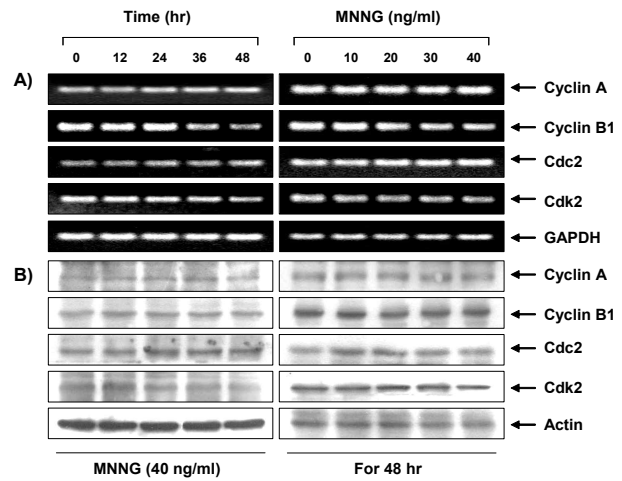 Time (hr) MNNG (ng/ml)
0 12 24 36 48 0 10 20 30 40
A)
Cyclin A
Cyclin B1
Cdc2
Cdk2
GAPDH
B)
Cyclin A
Cyclin B1
Cdc2
Cdk2
Actin
MNNG (40 ng/ml) For 48 hr